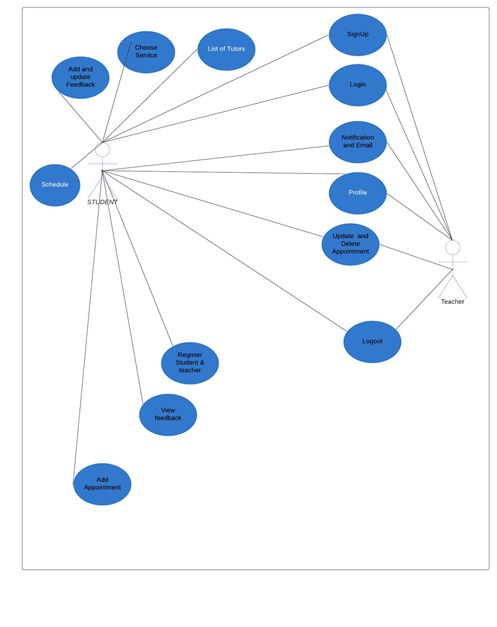 SignUp
Choose
Service
List of Tutors
Add and
update
Feedback
Login
Notification
and Email
Schedule
Profile
STUDENT
Update and
Delete
Appointment
Teacher
Logout
Register
Student &
teacher
View
feedback
Add
Appointment